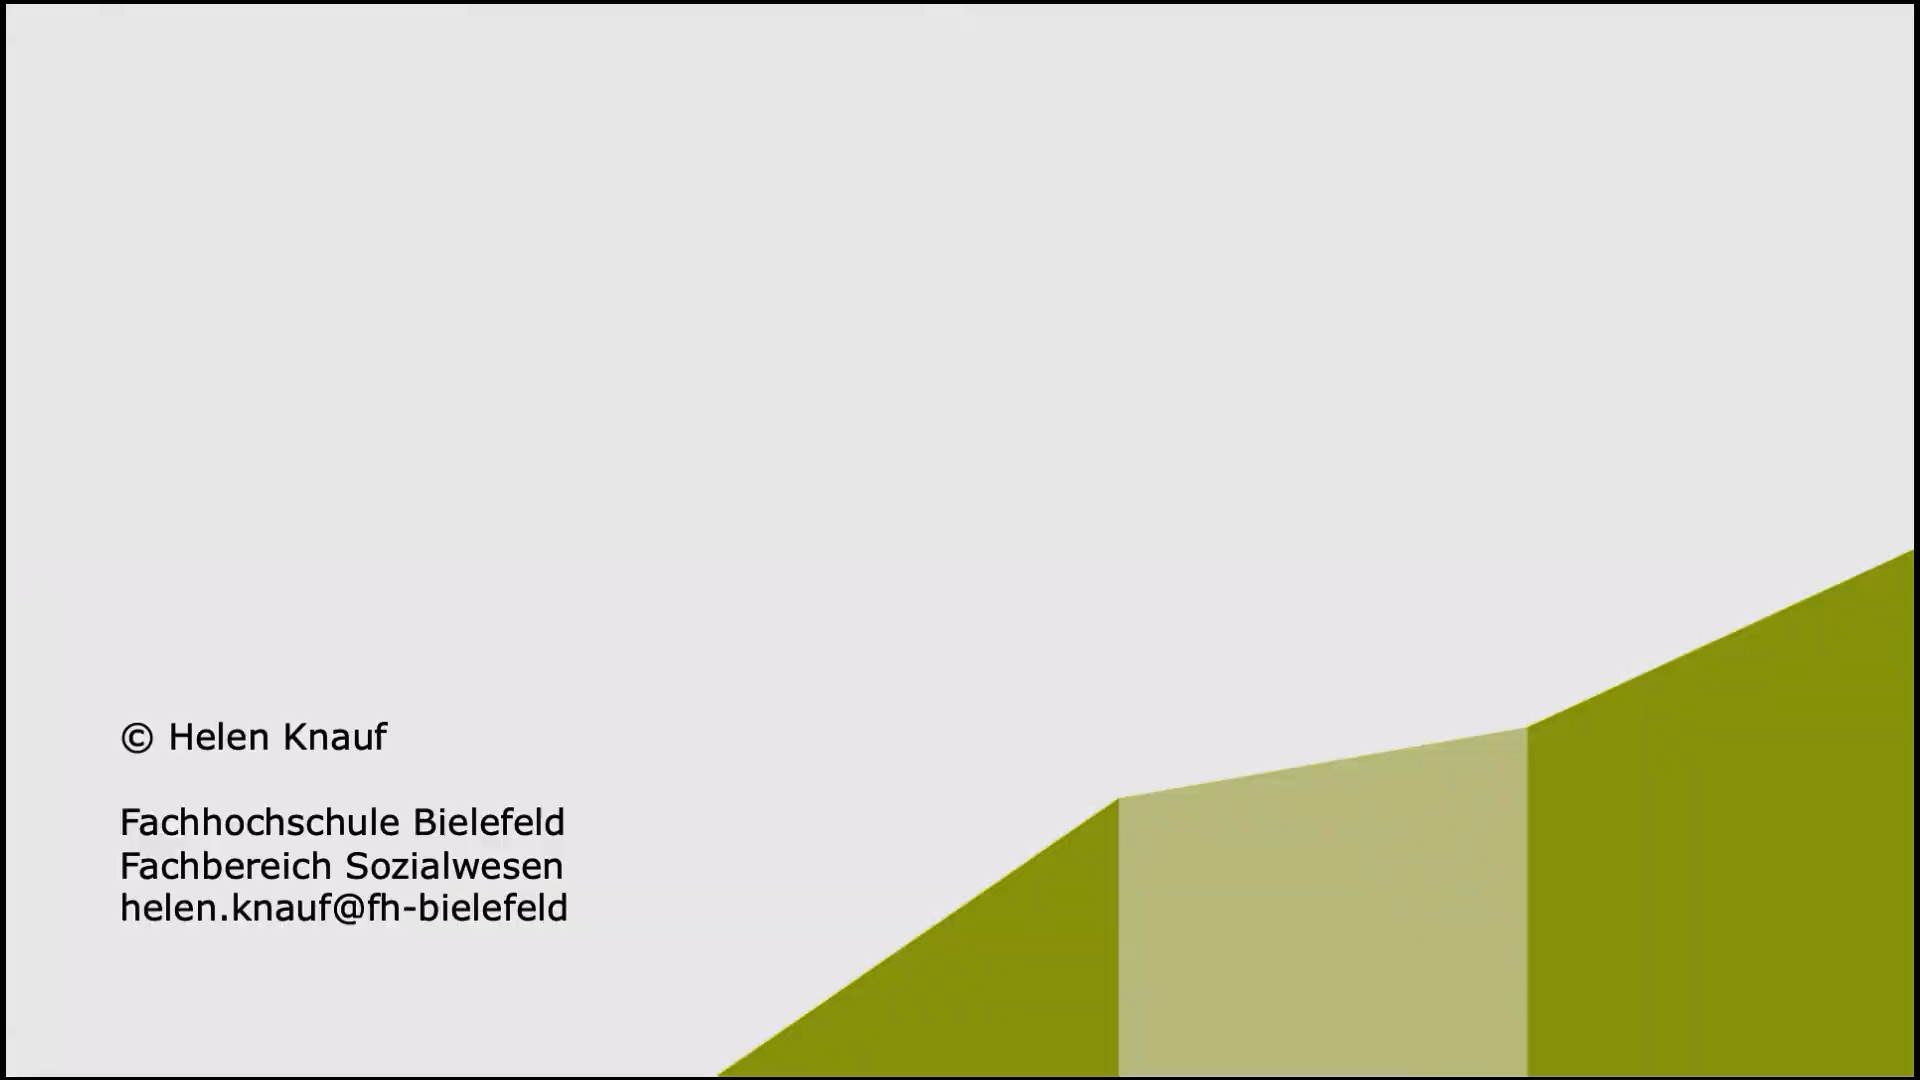 © Helen Knauf
Fachhochschule Bielefeld
Fachbereich Sozialwesen
helen.knauf@fh-bielefeld